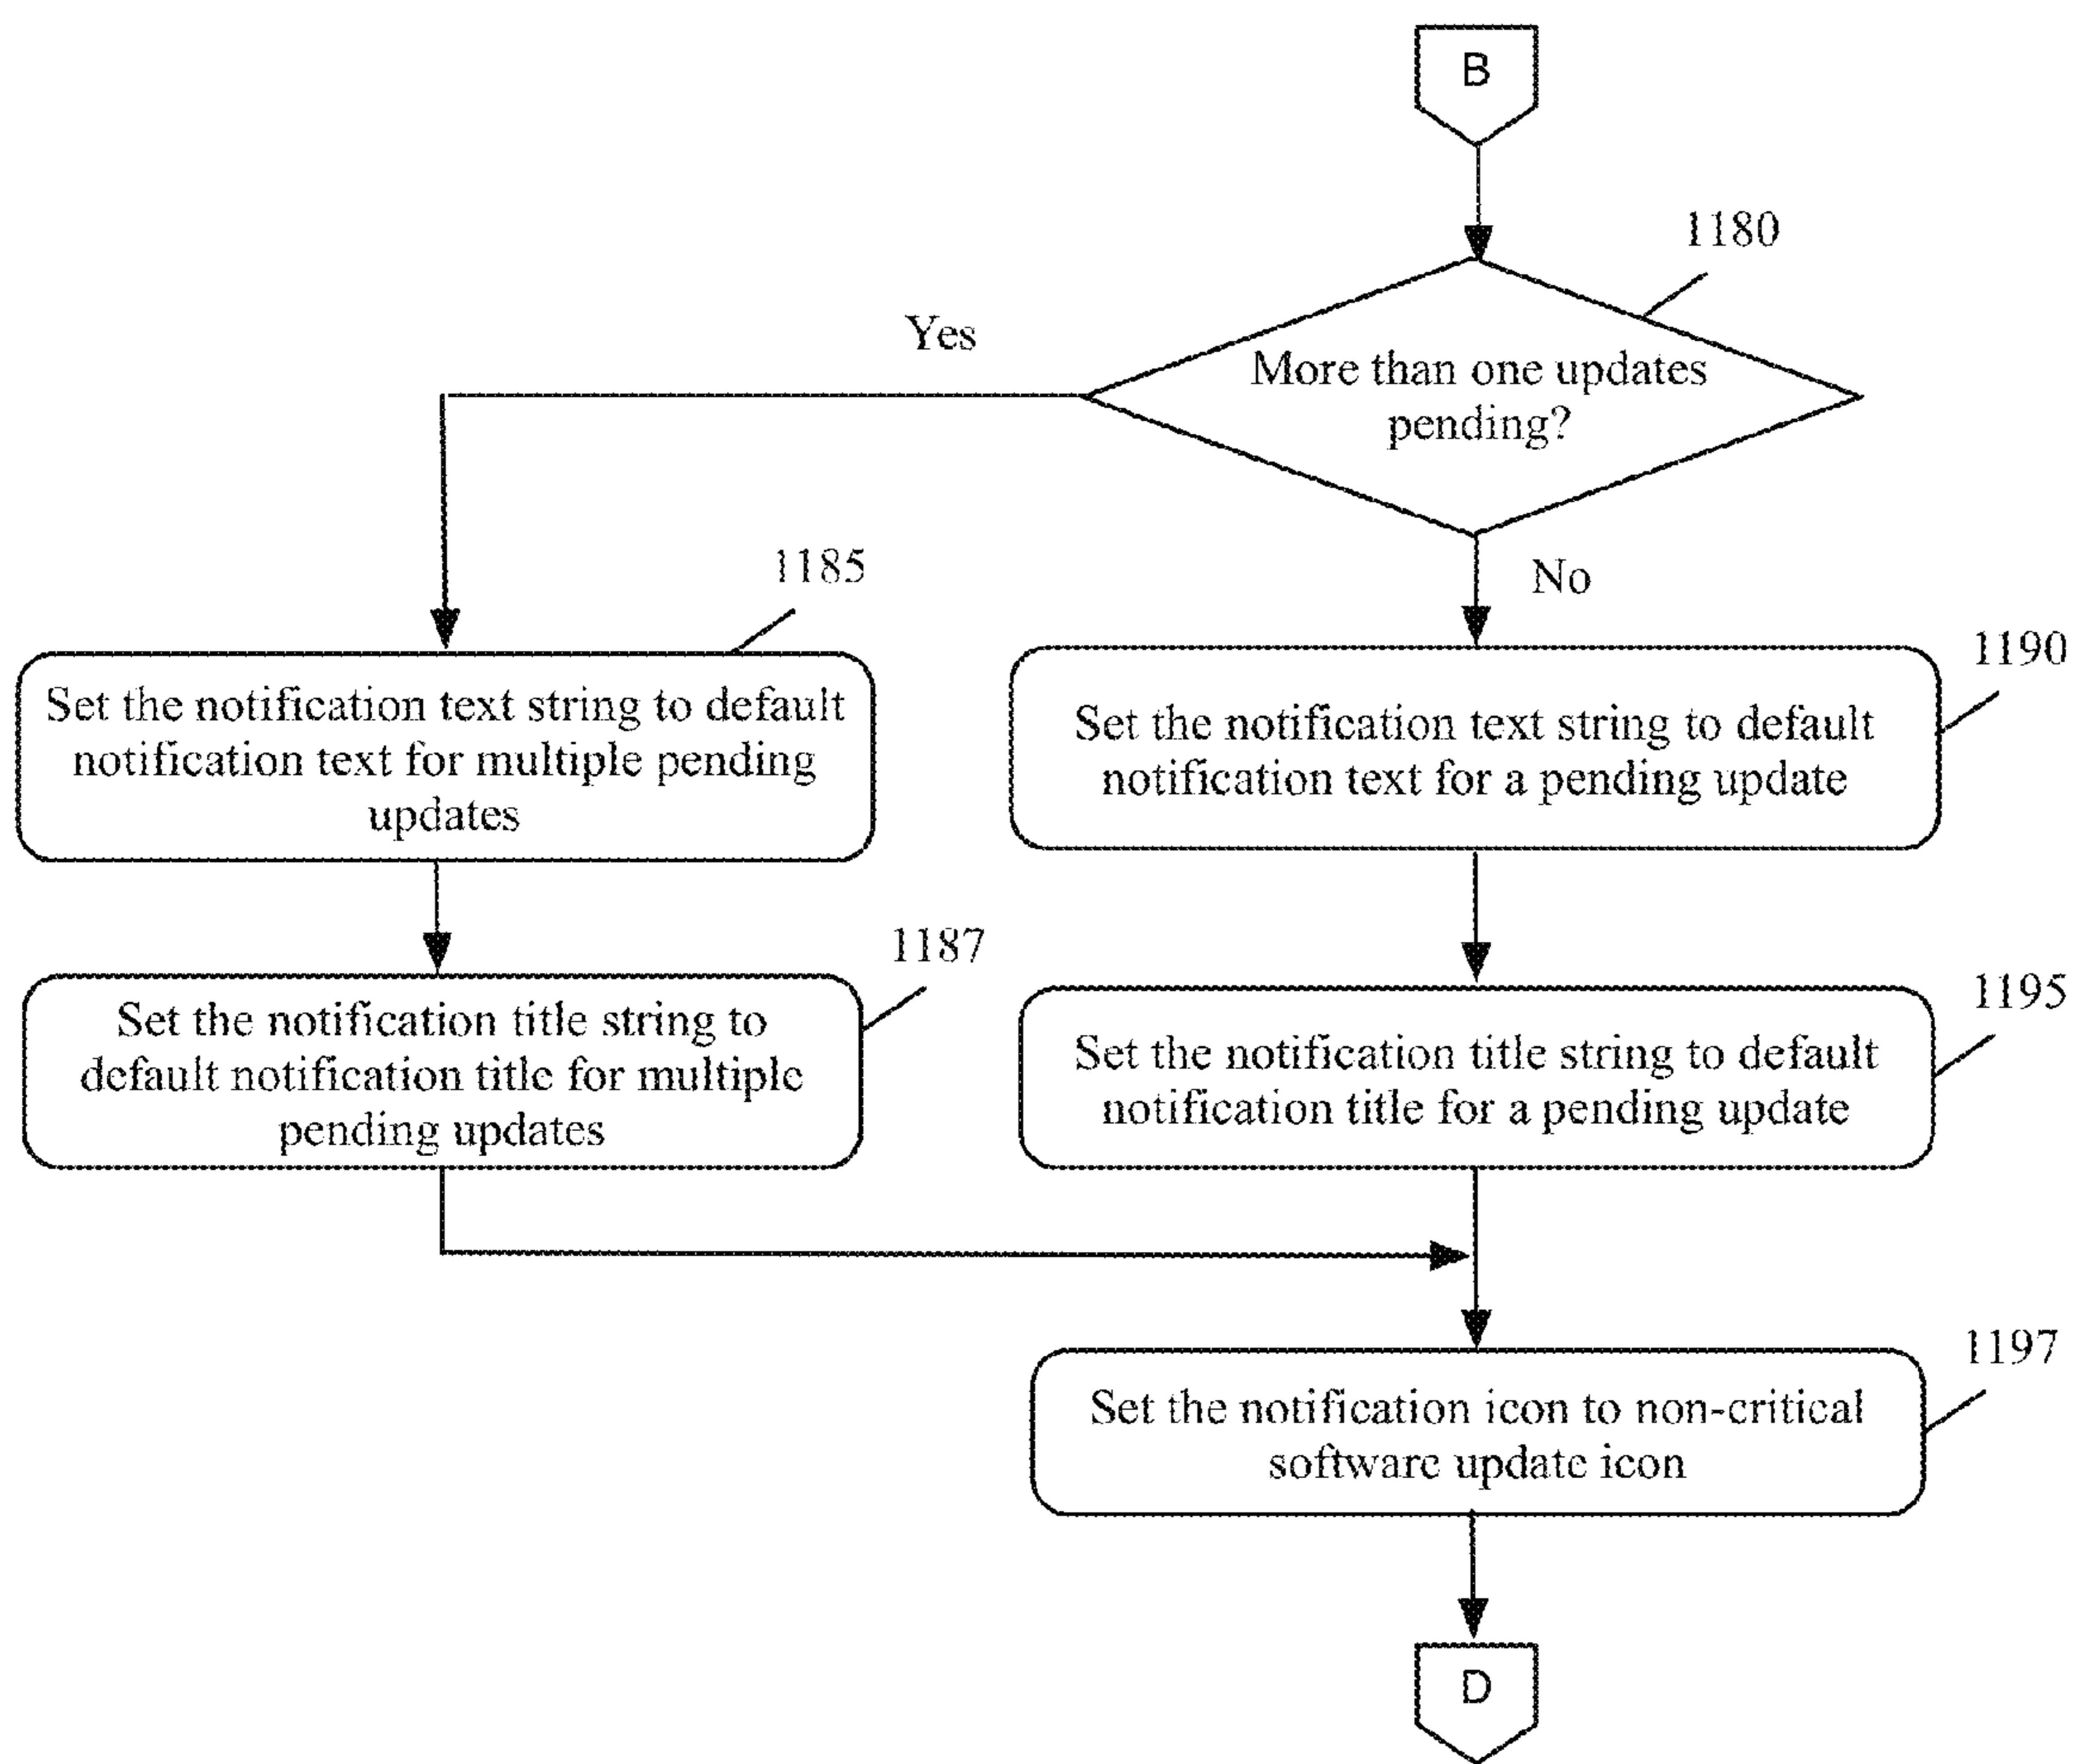 B
1180
Yes
More than one updates
pending?
No
1185
Set the notification text string to default
notification text for multiple pending
updates
1190
Set the notification text string to default
notification text for a pending update
1187
Set the notification title string to
default notification title for multiple
pending updates
1195
Set the notification title string to default
notification title for a pending update
1197
Set the notification icon to non-critical
software update icon
D